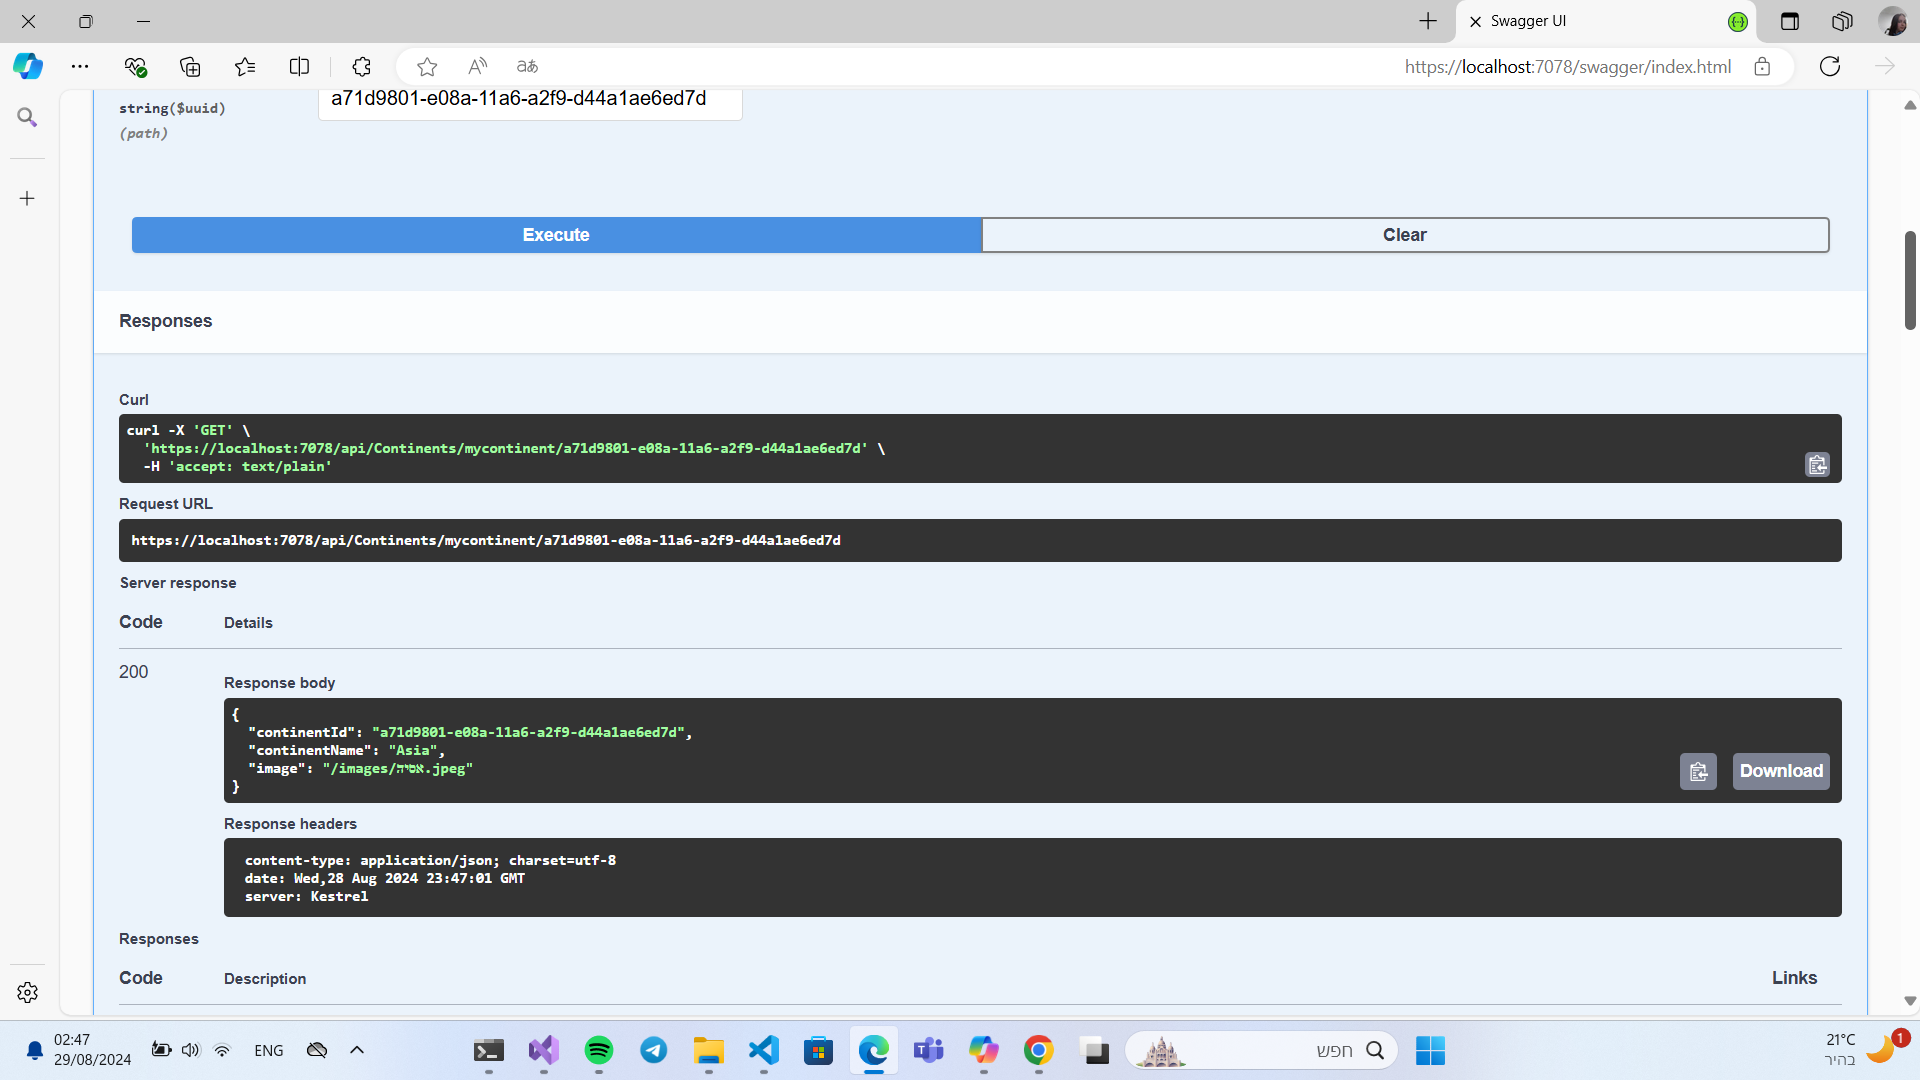 Swagger UI
https://localhost:7078/swagger/index.html
string($uuid)
(path)
a71d9801-e08a-11a6-a2f9-d44a1ae6ed7d
Execute
Clear
Responses
Curl
curl -X 'GET' \
'https://localhost:7078/api/Continents/mycontinent/a71d9801-e08a-11a6-a2f9-d44a1ae6ed7d' \
-H 'accept: text/plain'
Request URL
https://localhost:7078/api/Continents/mycontinent/a71d9801-e08a-11a6-a2f9-d44a1ae6ed7d
Server response
Code
Details
200
Response body
{
"continentId": "a71d9801-e08a-11a6-a2f9-d44a1ae6ed7d",
"continentName": "Asia",
"image": "/images/אסיה.jpeg"
}
Download
Response headers
content-type: application/json; charset=utf-8
date: Wed,28 Aug 2024 23:47:01 GMT
server: Kestrel
Responses
Code
Description
Links
02:47
29/08/2024
ENG
חפש
21°C
בהיר
1